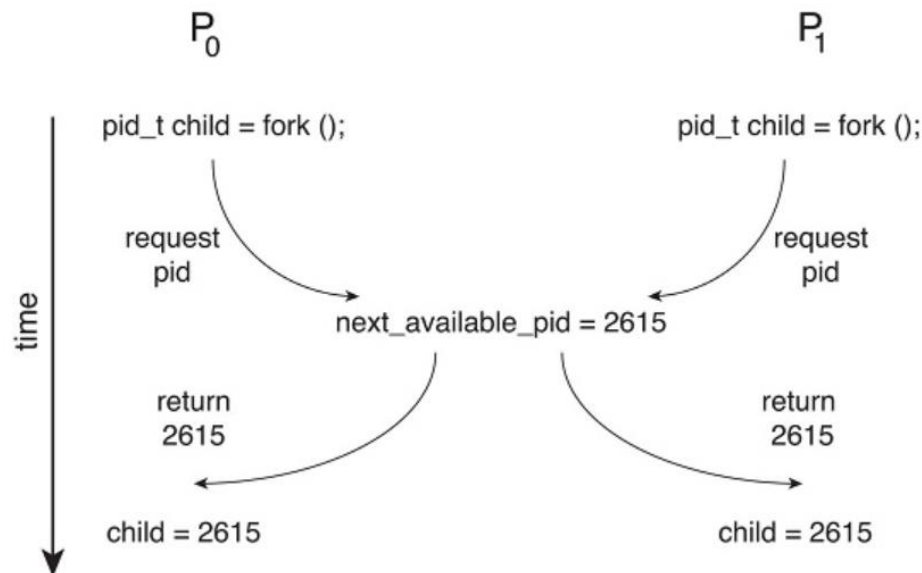 P0 P1
pid_t child = fork (); pid_t child = fork ();
request request
pid pid
next_available_pid = 2615
time
return return
2615 2615
child = 2615 child = 2615